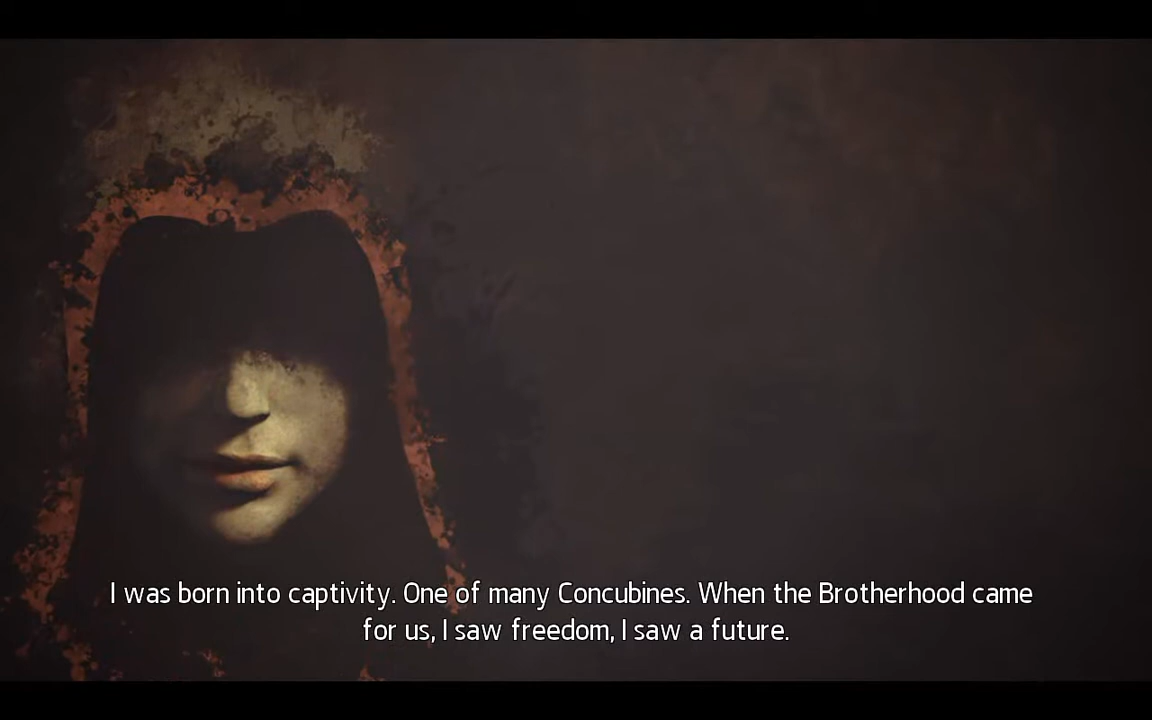 I was born into captivity. One of many Concubines. When the Brotherhood came
for us, I saw freedom, I saw a future.